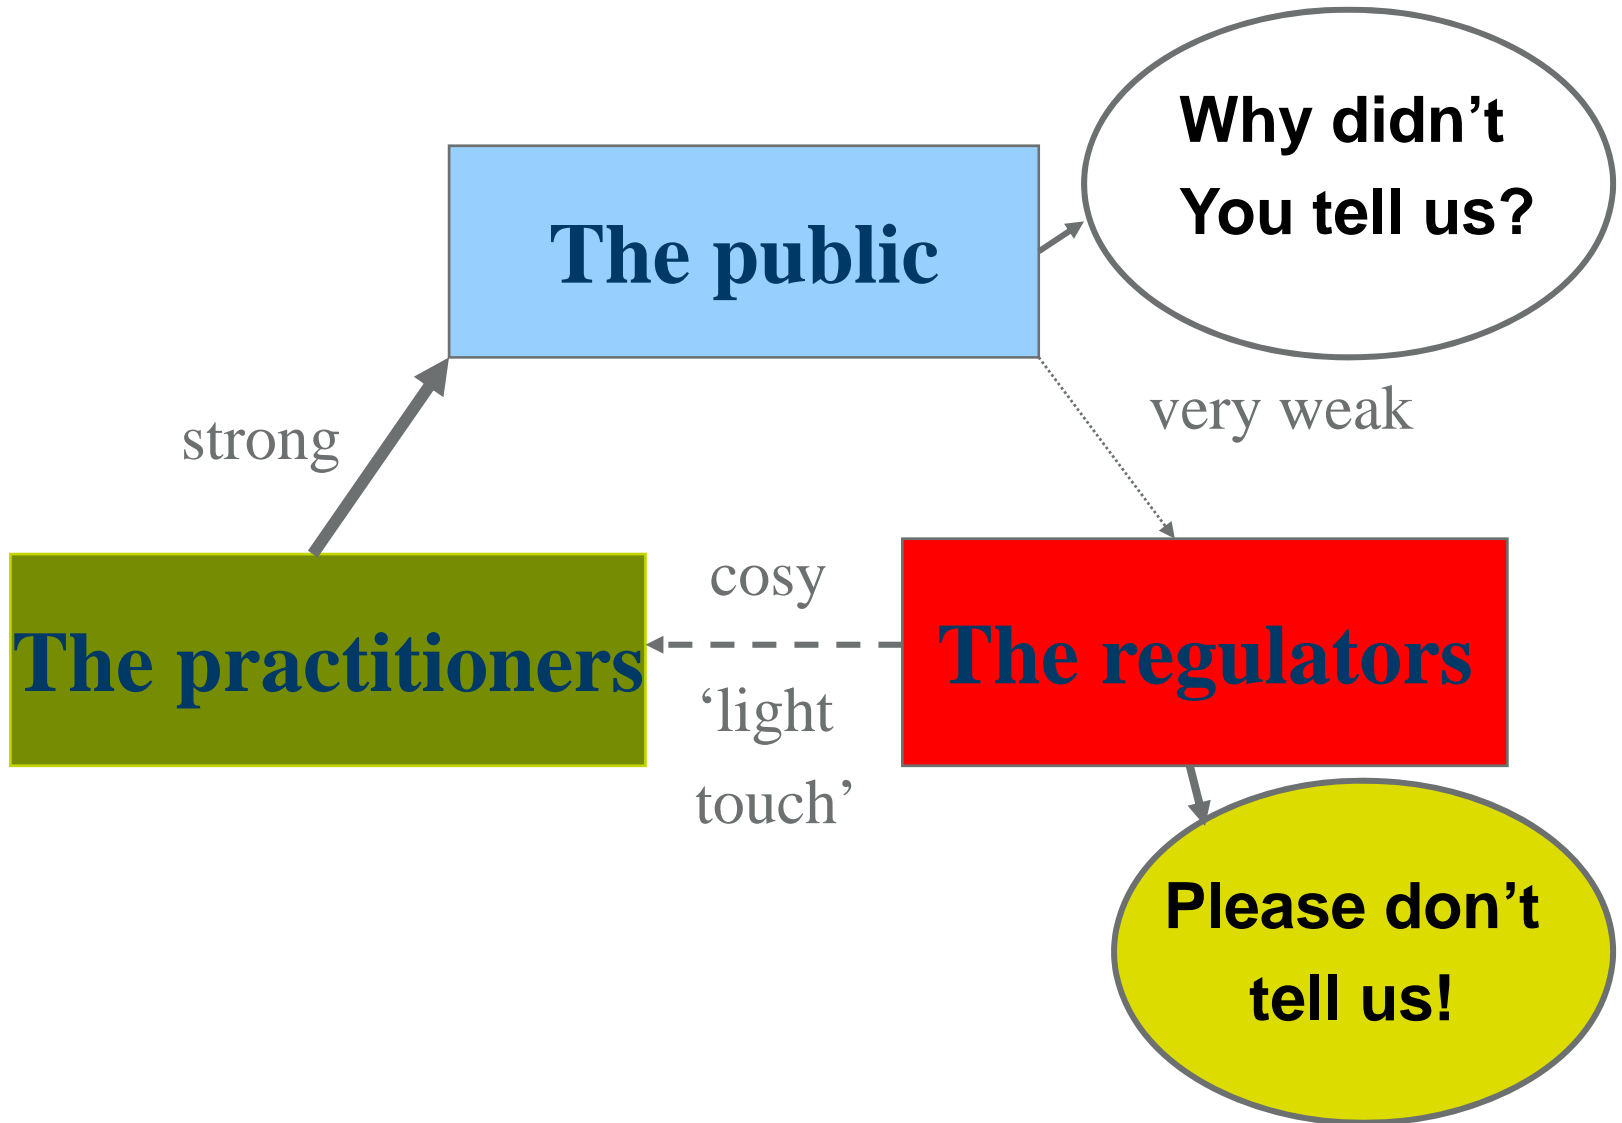 Why didn’t
You tell us?
The public
very weak
strong
cosy
The practitioners
The regulators
‘light
touch’
Please don’t
tell us!